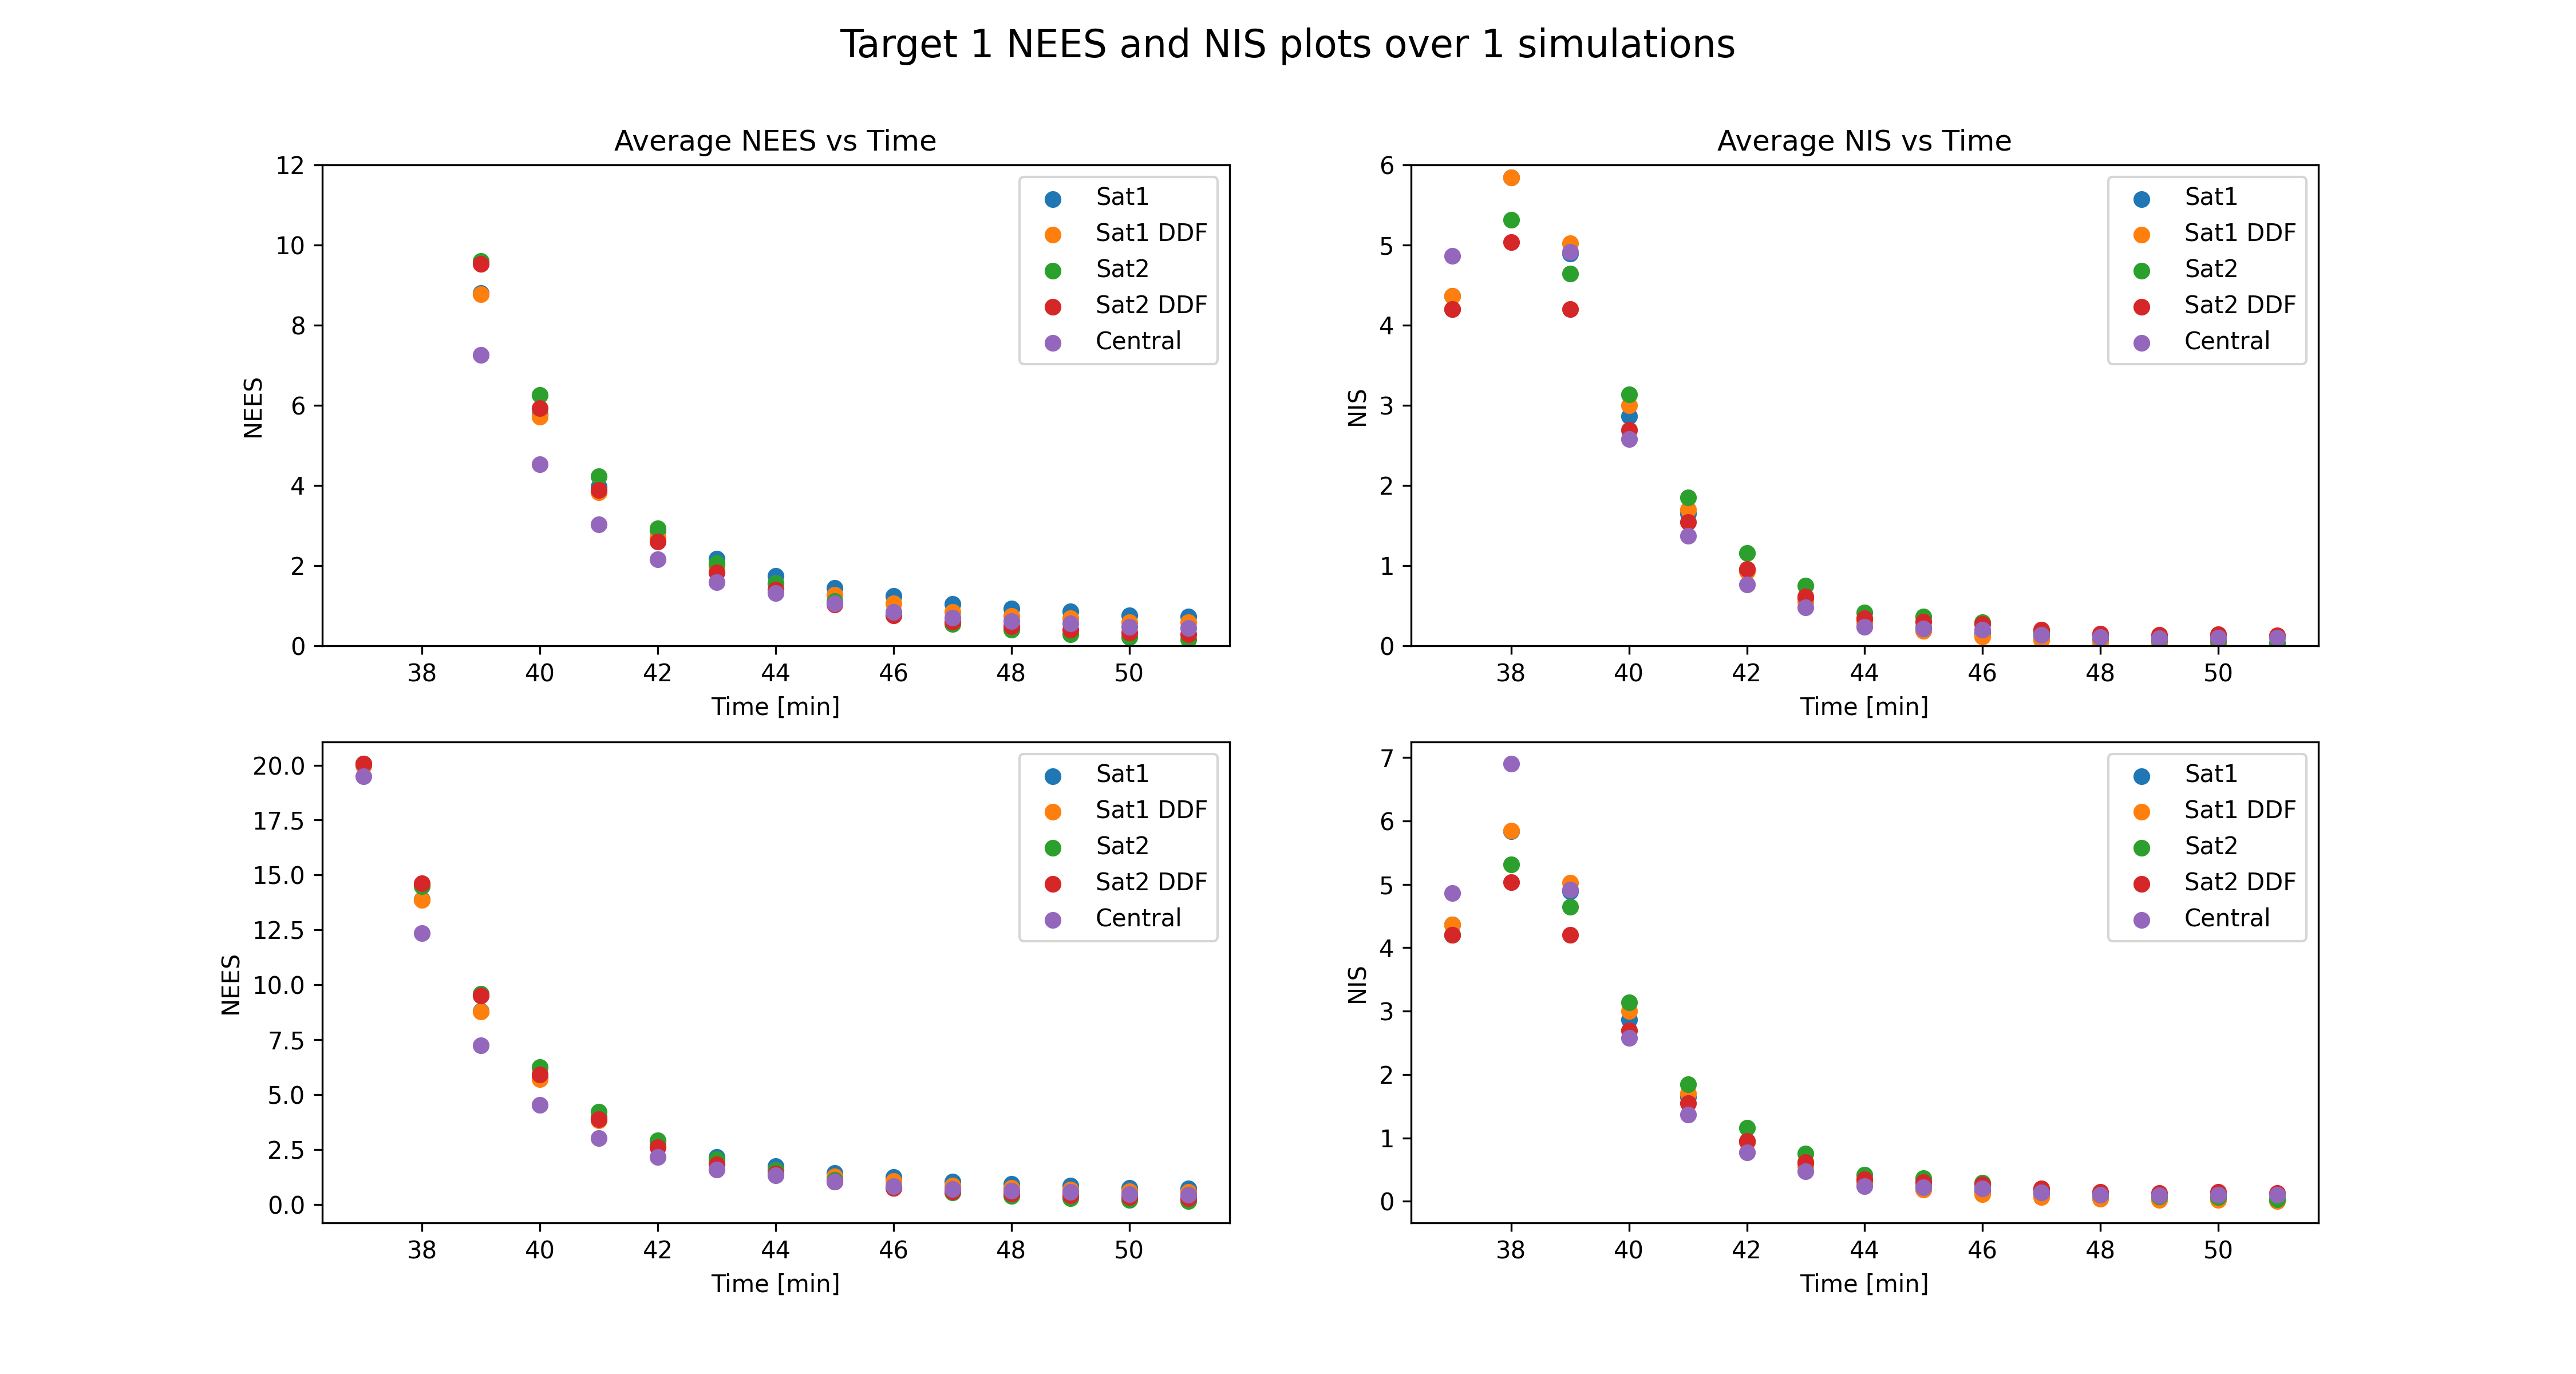 Target 1 NEES and NIS plots over 1 simulations
Average NEES vs Time
12
10
8
6
4
2
0
NEES
38 40 42 44 46 48 50
Time [min]
Sat1
Sat1 DDF
Sat2
Sat2 DDF
Central
Average NIS vs Time
6
5
4
3
2
1
0
NIS
38 40 42 44 46 48 50
Time [min]
Sat1
Sat1 DDF
Sat2
Sat2 DDF
Central
20.0
17.5
15.0
12.5
10.0
7.5
5.0
2.5
0.0
NEES
38 40 42 44 46 48 50
Time [min]
Sat1
Sat1 DDF
Sat2
Sat2 DDF
Central
7
6
5
4
3
2
1
0
NIS
38 40 42 44 46 48 50
Time [min]
Sat1
Sat1 DDF
Sat2
Sat2 DDF
Central